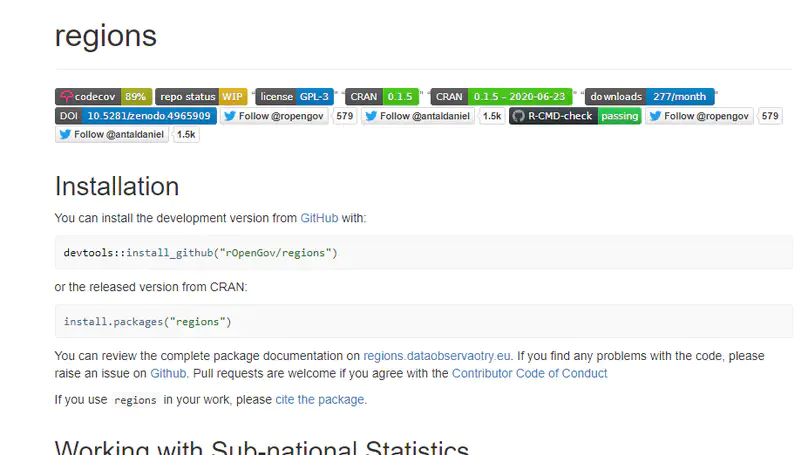 regions
codecov 89% repo status WIP “ license GPL-3 ” “ CRAN 0.1.5 ” “ CRAN 0.1.5 – 2020-06-23 ” “ downloads 277/month ”
DOI 10.5281/zenodo.4965909 Follow @ropengov 579 Follow @antaldaniel 1.5k R-CMD-check passing Follow @ropengov 579
Follow @antaldaniel 1.5k
Installation
You can install the development version from GitHub with:
devtools::install_github("rOpenGov/regions")
or the released version from CRAN:
install.packages("regions")
You can review the complete package documentation on regions.dataobservaotry.eu. If you find any problems with the code, please
raise an issue on Github. Pull requests are welcome if you agree with the Contributor Code of Conduct
If you use regions in your work, please cite the package.
Working with Sub-national Statistics